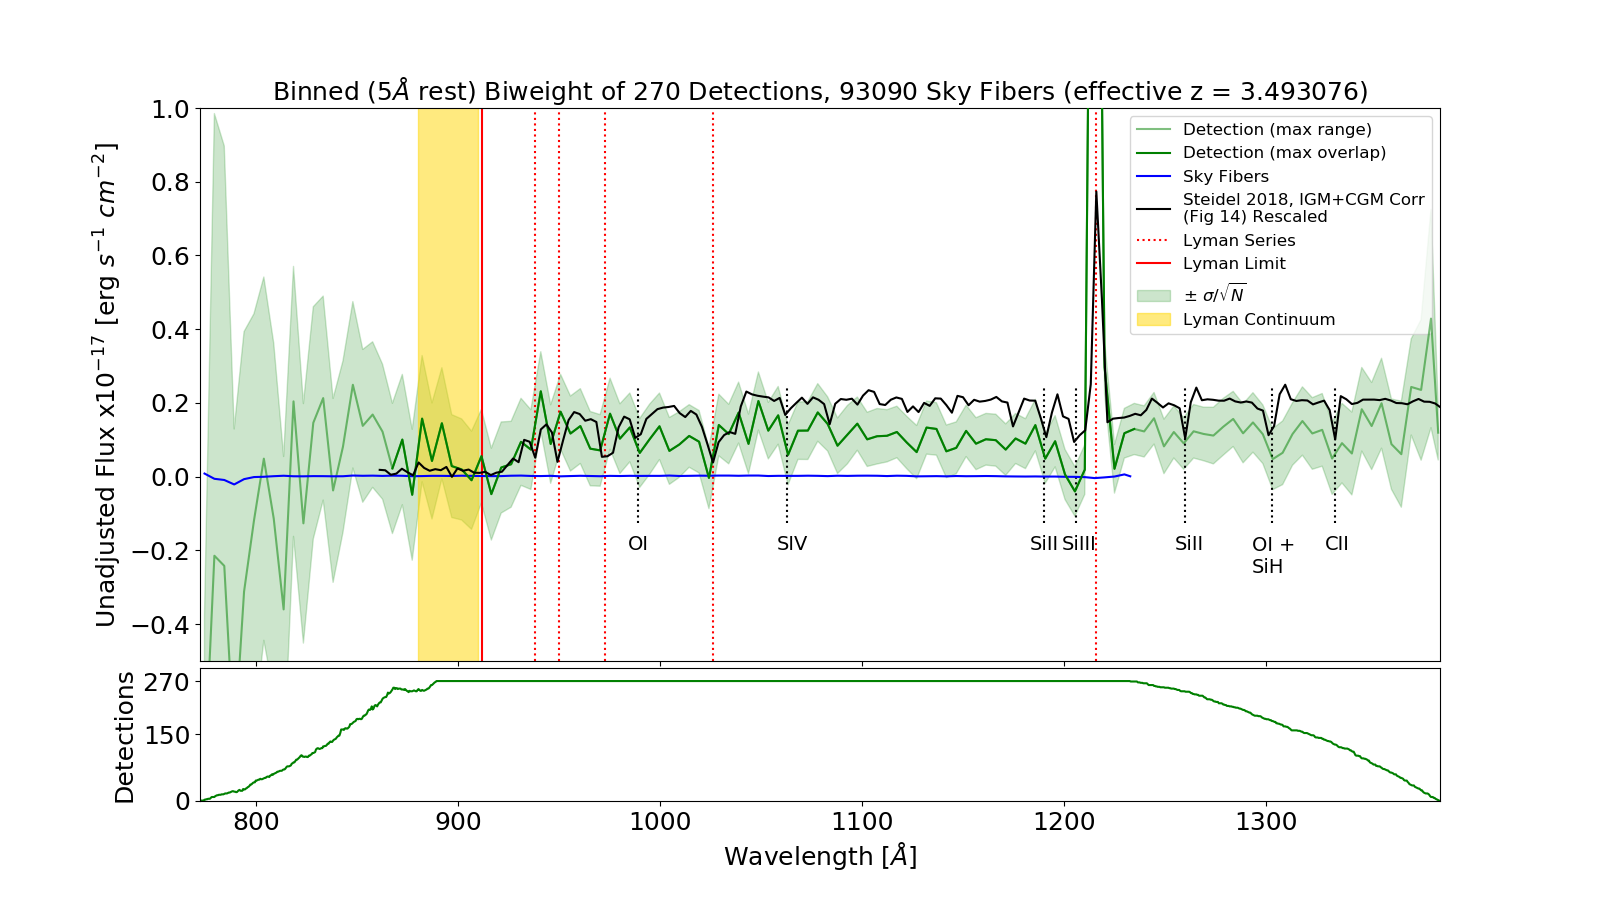 Binned (5Å rest) Biweight of 270 Detections, 93090 Sky Fibers (effective z = 3.493076)
Unadjusted Flux x10⁻¹⁷ [erg s⁻¹ cm⁻²]
1.0
0.8
0.6
0.4
0.2
0.0
−0.2
−0.4
Detection (max range)
Detection (max overlap)
Sky Fibers
Steidel 2018, IGM+CGM Corr
(Fig 14) Rescaled
Lyman Series
Lyman Limit
± σ/√N
Lyman Continuum
OI
SIV
SiII
SiIII
SiII
OI +
SiH
CII
Detections
270
150
0
800
900
1000
1100
1200
1300
Wavelength [Å]